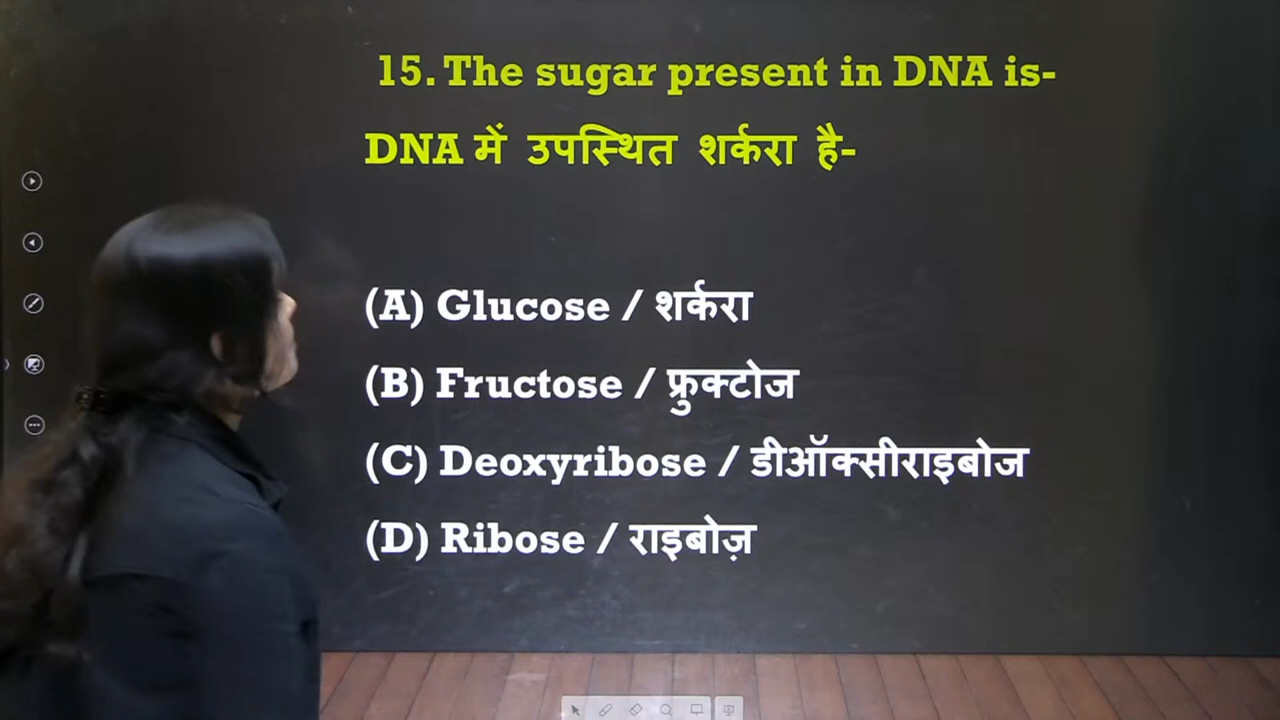 15. The sugar present in DNA is-
DNA में उपस्थित शर्करा है-
(A) Glucose / शर्करा
(B) Fructose / फ्रुक्टोज
(C) Deoxyribose / डीऑक्सीराइबोज
(D) Ribose / राइबोज़